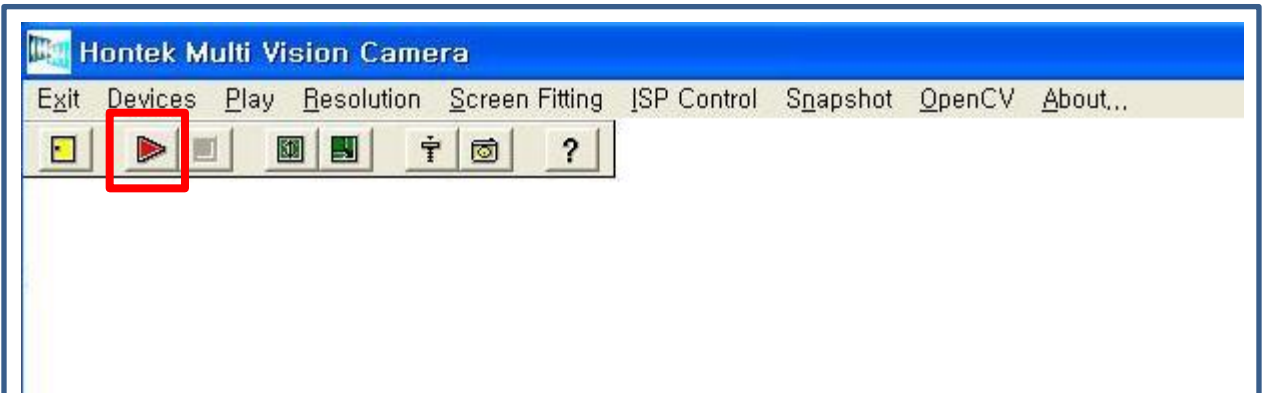 Hontek Multi Vision Camera
Exit Devices Play Resolution Screen Fitting ISP Control Snapshot OpenCV About...
?